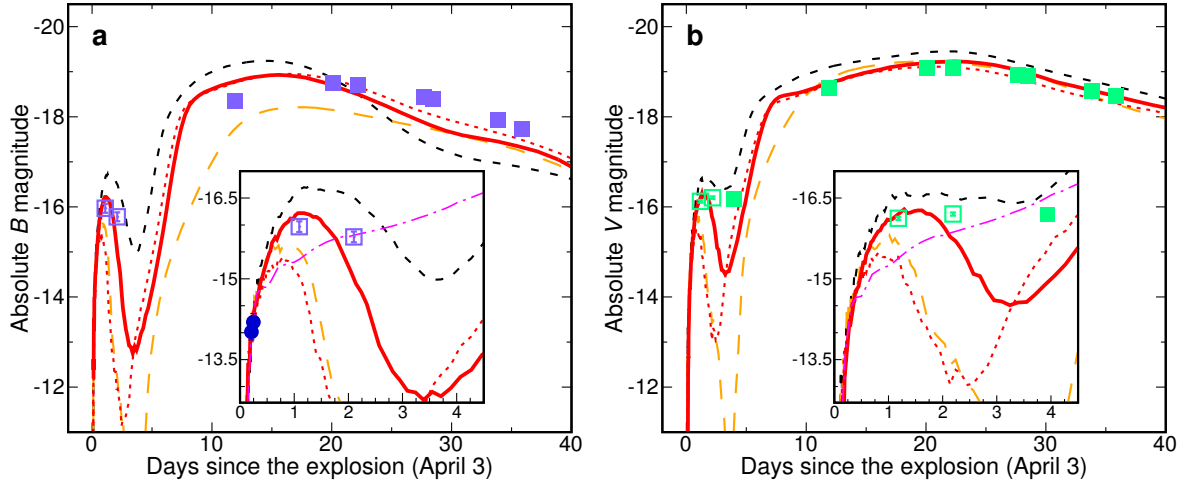 a
Absolute B magnitude
-20
-18
-16
-14
-12
-16.5
-15
-13.5
0 1 2 3 4
0 10 20 30 40
Days since the explosion (April 3)
b
Absolute V magnitude
-20
-18
-16
-14
-12
-16.5
-15
-13.5
0 1 2 3 4
0 10 20 30 40
Days since the explosion (April 3)